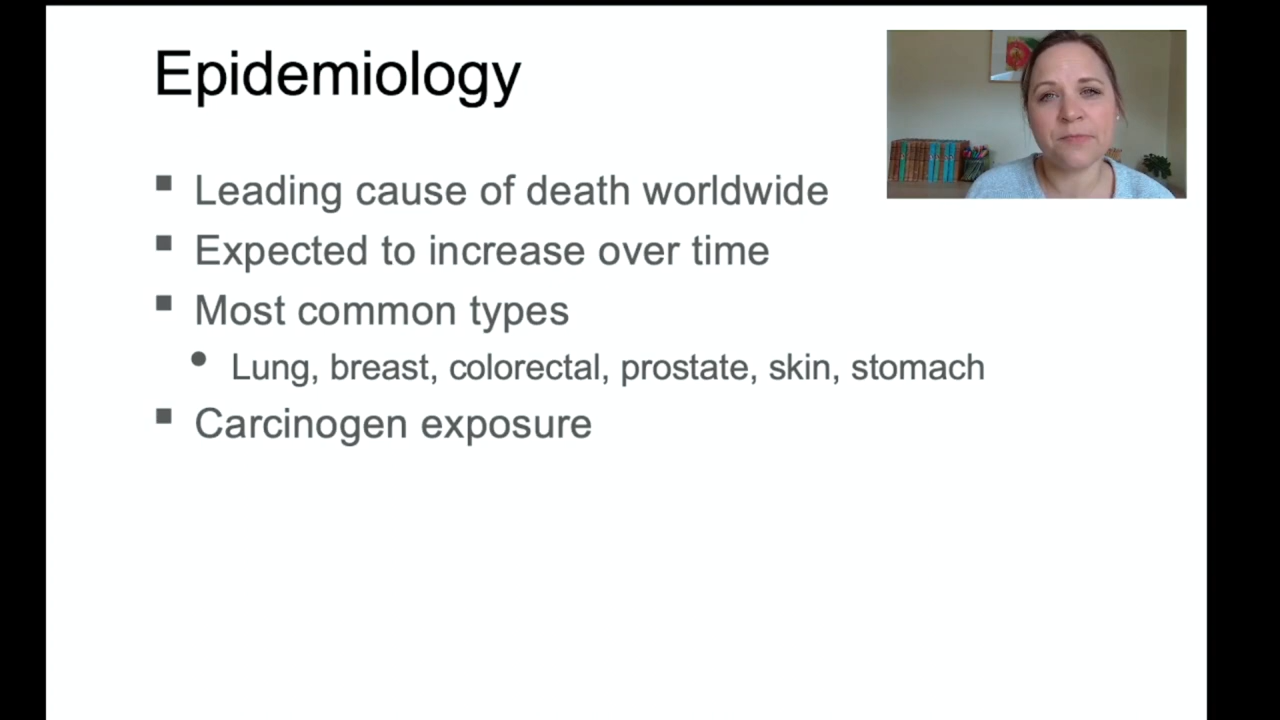 Epidemiology
Leading cause of death worldwide
Expected to increase over time
Most common types
Lung, breast, colorectal, prostate, skin, stomach
Carcinogen exposure